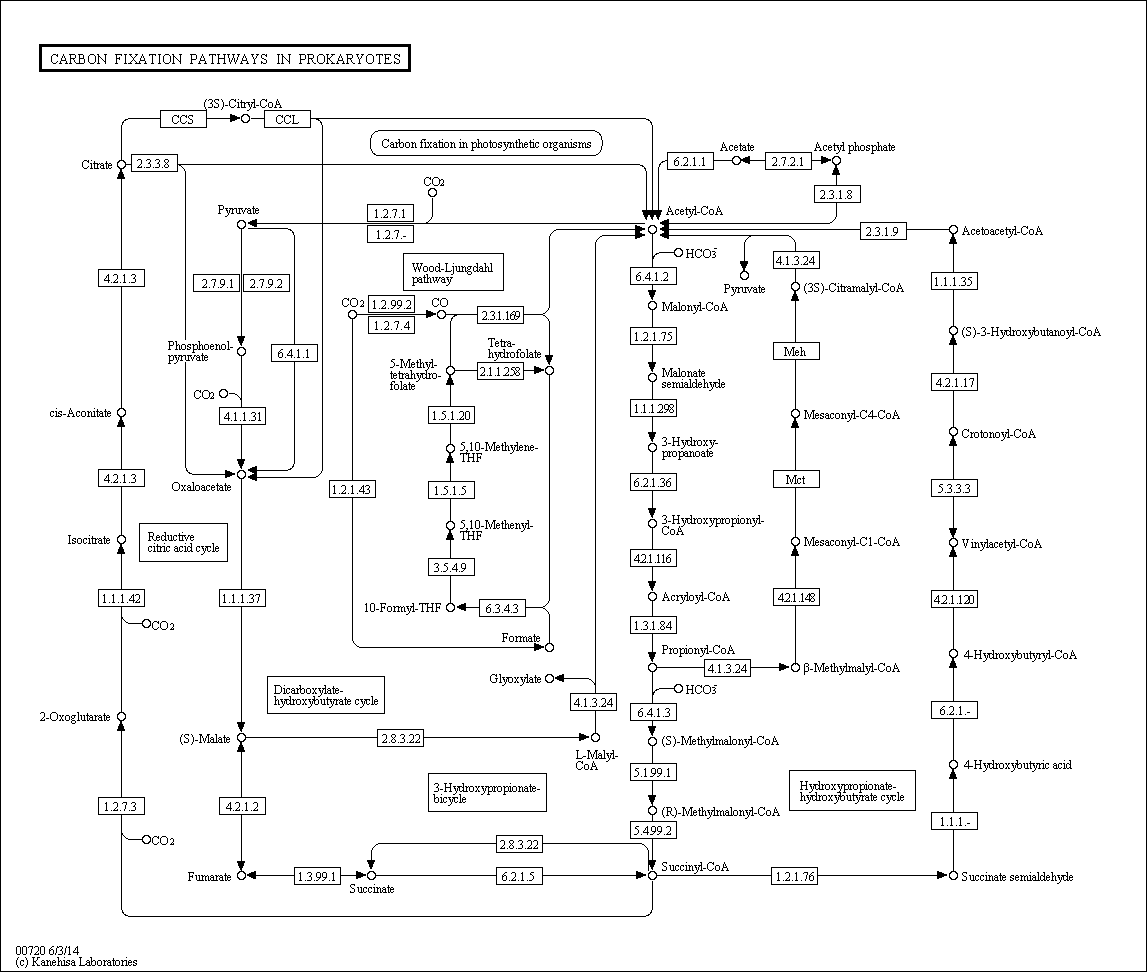 CARBON FIXATION PATHWAYS IN PROKARYOTES
(3S)-Citryl-CoA
CCS
CCL
Carbon fixation in photosynthetic organisms
Citrate
2.3.3.8
6.2.1.1
Acetate
2.7.2.1
Acetyl phosphate
CO2
2.3.1.8
Pyruvate
1.2.7.1
1.2.7.-
Acetyl-CoA
2.3.1.9
Acetoacetyl-CoA
HCO3-
4.1.3.24
4.2.1.3
2.7.9.1
2.7.9.2
Wood-Ljungdahl
pathway
6.4.1.2
Pyruvate
(3S)-Citramalyl-CoA
1.1.1.35
CO2
1.2.99.2
1.2.7.4
CO
2.3.1.169
Malonyl-CoA
(S)-3-Hydroxybutanoyl-CoA
1.2.1.75
Phosphoenol-
pyruvate
6.4.1.1
Tetra-
hydrofolate
Meh
5-Methyl-
tetrahydro-
folate
2.1.1.258
Malonate
semialdehyde
4.2.1.17
CO2
cis-Aconitate
4.1.1.31
1.5.1.20
1.1.1.298
Mesaconyl-C4-CoA
Crotonoyl-CoA
5,10-Methylene-
THF
3-Hydroxy-
propanoate
4.2.1.3
Oxaloacetate
1.2.1.43
1.5.1.5
6.2.1.36
Mct
5.3.3.3
Isocitrate
Reductive
citric acid cycle
5,10-Methenyl-
THF
3-Hydroxypropionyl-
CoA
Mesaconyl-C1-CoA
Vinylacetyl-CoA
3.5.4.9
4.2.1.116
1.1.1.42
1.1.1.37
10-Formyl-THF
6.3.4.3
Acryloyl-CoA
4.2.1.148
4.2.1.120
CO2
1.3.1.84
Formate
Propionyl-CoA
4.1.3.24
β-Methylmalyl-CoA
4-Hydroxybutyryl-CoA
Glyoxylate
HCO3-
Dicarboxylate-
hydroxybutyrate cycle
4.1.3.24
6.4.1.3
6.2.1.-
2-Oxoglutarate
(S)-Malate
2.8.3.22
L-Malyl-
CoA
(S)-Methylmalonyl-CoA
5.1.99.1
4-Hydroxybutyric acid
3-Hydroxypropionate-
bicycle
Hydroxypropionate-
hydroxybutyrate cycle
1.2.7.3
4.2.1.2
(R)-Methylmalonyl-CoA
1.1.1.-
CO2
5.4.99.2
2.8.3.22
Fumarate
1.3.99.1
Succinate
6.2.1.5
Succinyl-CoA
1.2.1.76
Succinate semialdehyde
00720 6/3/14
(c) Kanehisa Laboratories